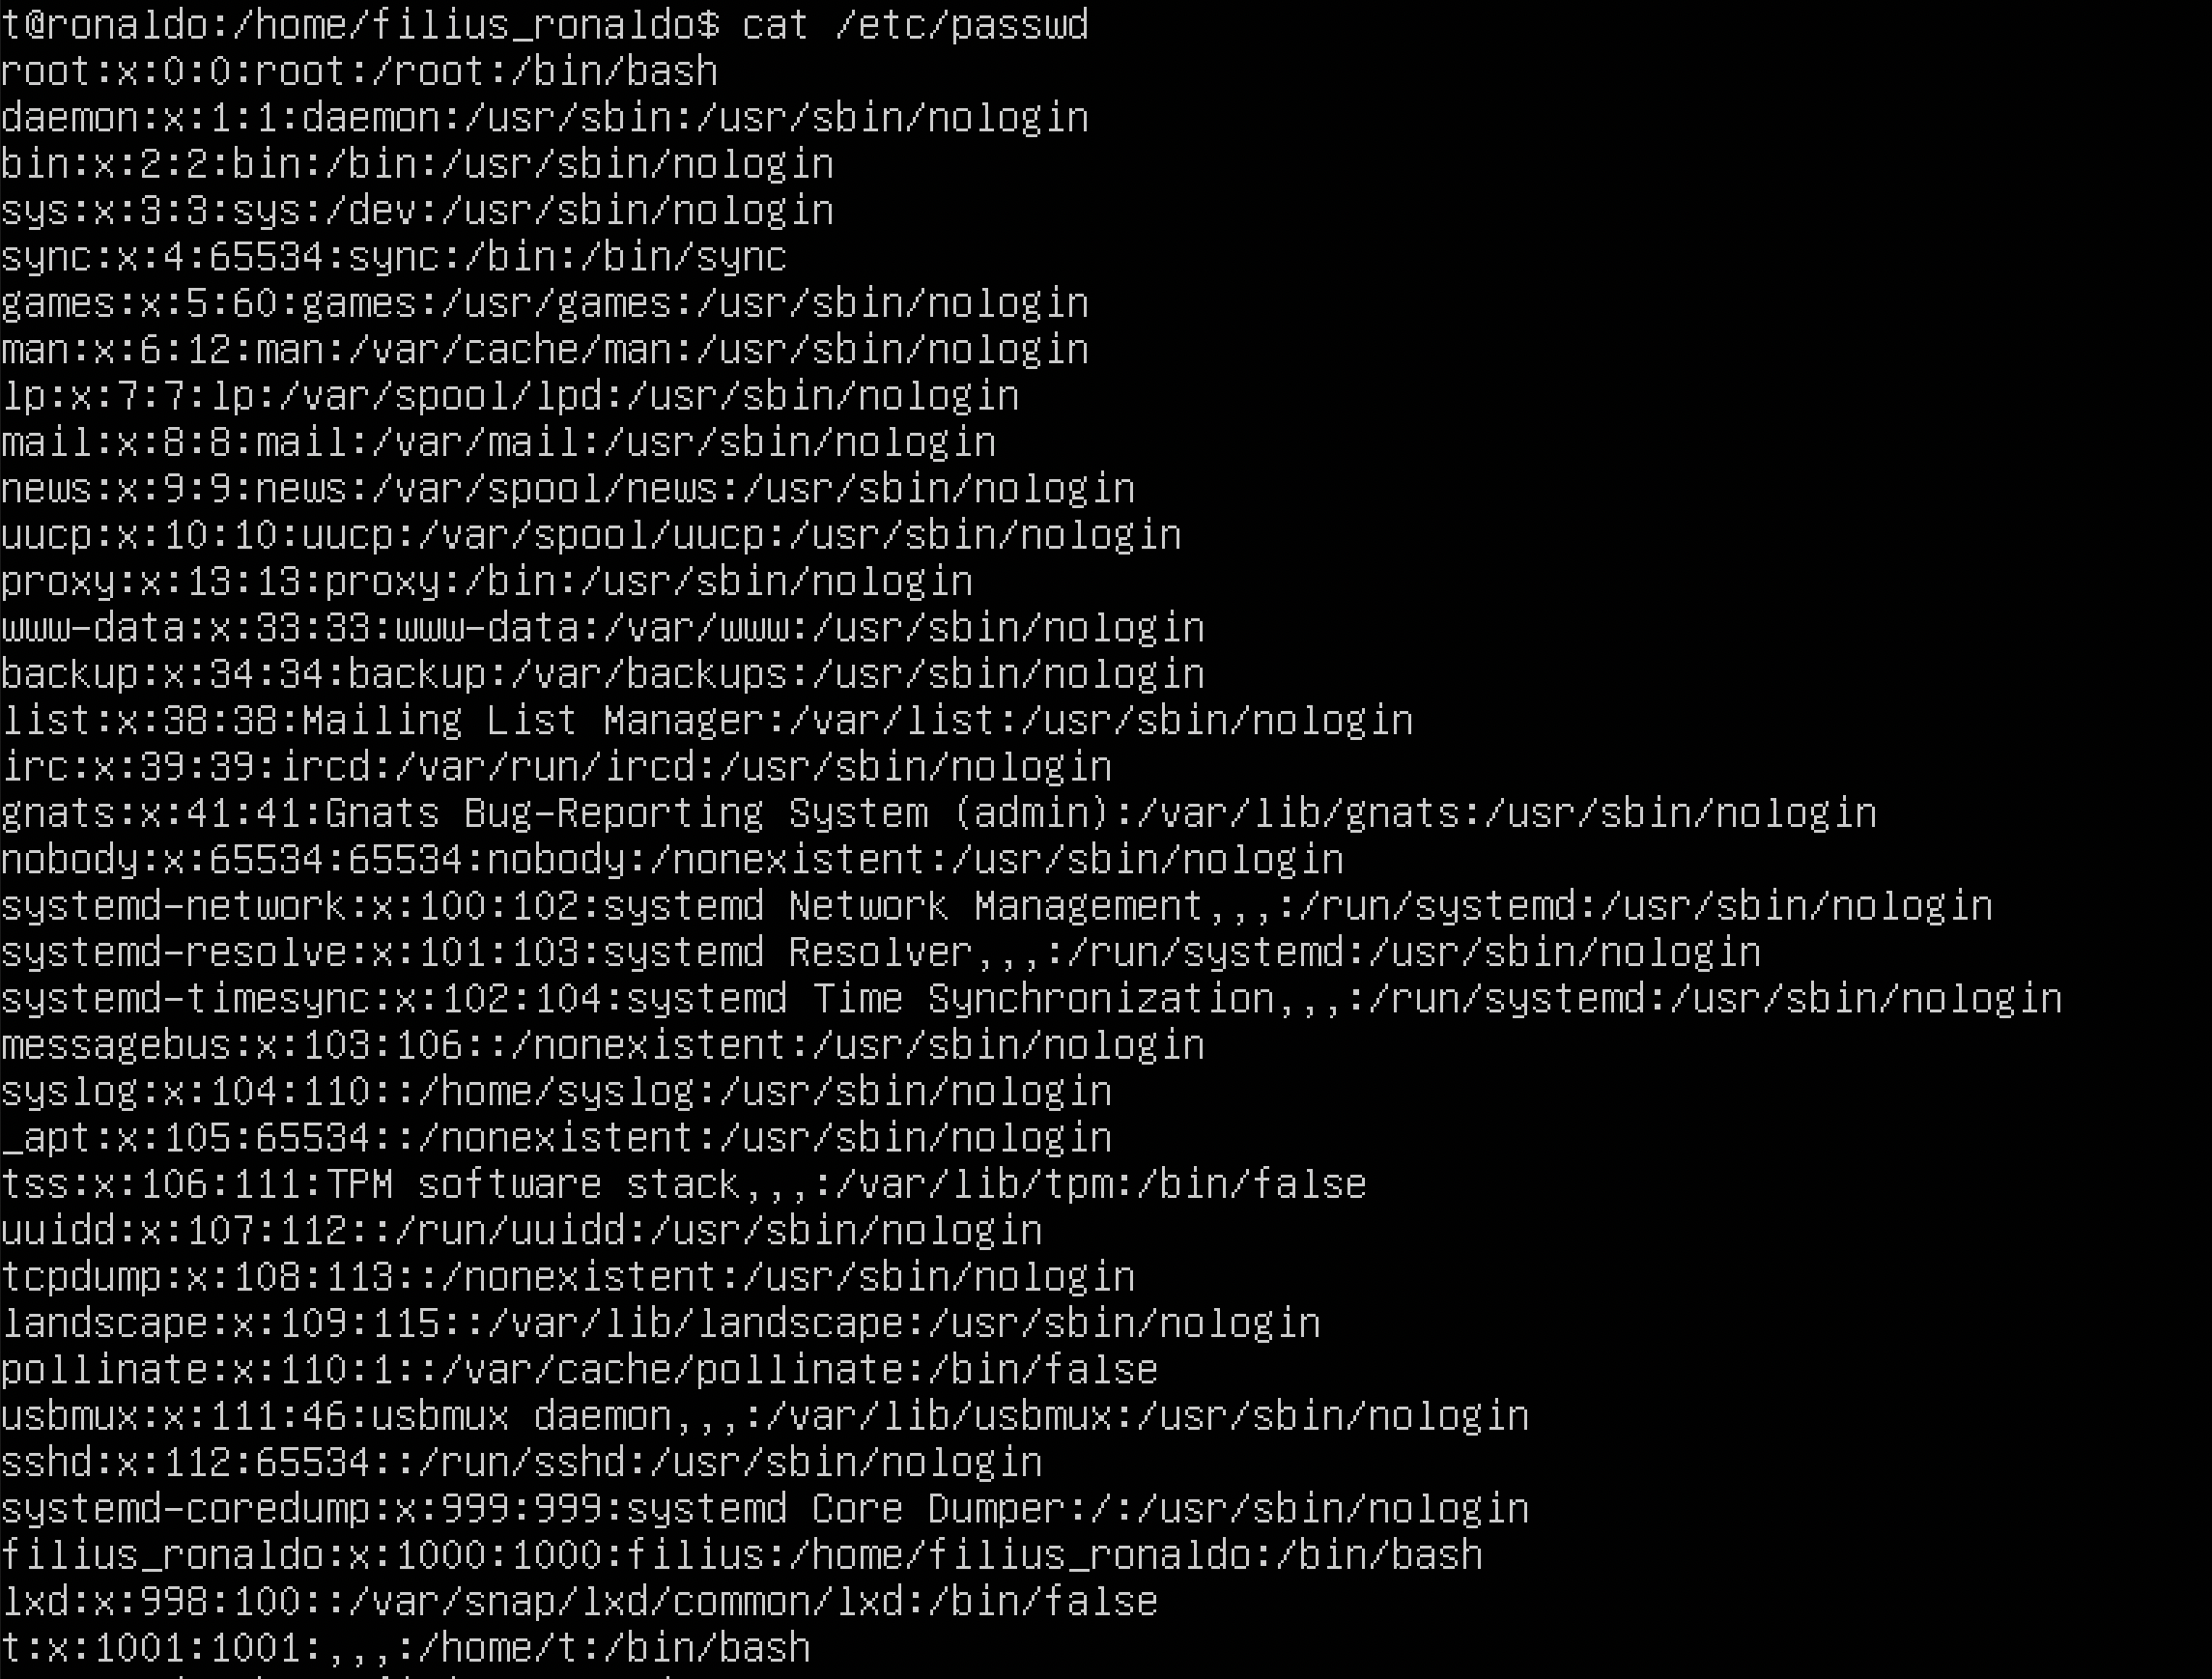 t@ronaldo:/home/filius_ronaldo$ cat /etc/passwd
root:x:0:0:root:/root:/bin/bash
daemon:x:1:1:daemon:/usr/sbin:/usr/sbin/nologin
bin:x:2:2:bin:/bin:/usr/sbin/nologin
sys:x:3:3:sys:/dev:/usr/sbin/nologin
sync:x:4:65534:sync:/bin:/bin/sync
games:x:5:60:games:/usr/games:/usr/sbin/nologin
man:x:6:12:man:/var/cache/man:/usr/sbin/nologin
lp:x:7:7:lp:/var/spool/lpd:/usr/sbin/nologin
mail:x:8:8:mail:/var/mail:/usr/sbin/nologin
news:x:9:9:news:/var/spool/news:/usr/sbin/nologin
uucp:x:10:10:uucp:/var/spool/uucp:/usr/sbin/nologin
proxy:x:13:13:proxy:/bin:/usr/sbin/nologin
www-data:x:33:33:www-data:/var/www:/usr/sbin/nologin
backup:x:34:34:backup:/var/backups:/usr/sbin/nologin
list:x:38:38:Mailing List Manager:/var/list:/usr/sbin/nologin
irc:x:39:39:ircd:/var/run/ircd:/usr/sbin/nologin
gnats:x:41:41:Gnats Bug-Reporting System (admin):/var/lib/gnats:/usr/sbin/nologin
nobody:x:65534:65534:nobody:/nonexistent:/usr/sbin/nologin
systemd-network:x:100:102:systemd Network Management,,,:/run/systemd:/usr/sbin/nologin
systemd-resolve:x:101:103:systemd Resolver,,,:/run/systemd:/usr/sbin/nologin
systemd-timesync:x:102:104:systemd Time Synchronization,,,:/run/systemd:/usr/sbin/nologin
messagebus:x:103:106::/nonexistent:/usr/sbin/nologin
syslog:x:104:110::/home/syslog:/usr/sbin/nologin
_apt:x:105:65534::/nonexistent:/usr/sbin/nologin
tss:x:106:111:TPM software stack,,,:/var/lib/tpm:/bin/false
uuidd:x:107:112::/run/uuidd:/usr/sbin/nologin
tcpdump:x:108:113::/nonexistent:/usr/sbin/nologin
landscape:x:109:115::/var/lib/landscape:/usr/sbin/nologin
pollinate:x:110:1::/var/cache/pollinate:/bin/false
usbmux:x:111:46:usbmux daemon,,,:/var/lib/usbmux:/usr/sbin/nologin
sshd:x:112:65534::/run/sshd:/usr/sbin/nologin
systemd-coredump:x:999:999:systemd Core Dumper:/:/usr/sbin/nologin
filius_ronaldo:x:1000:1000:filius:/home/filius_ronaldo:/bin/bash
lxd:x:998:100::/var/snap/lxd/common/lxd:/bin/false
t:x:1001:1001:,,,:/home/t:/bin/bash